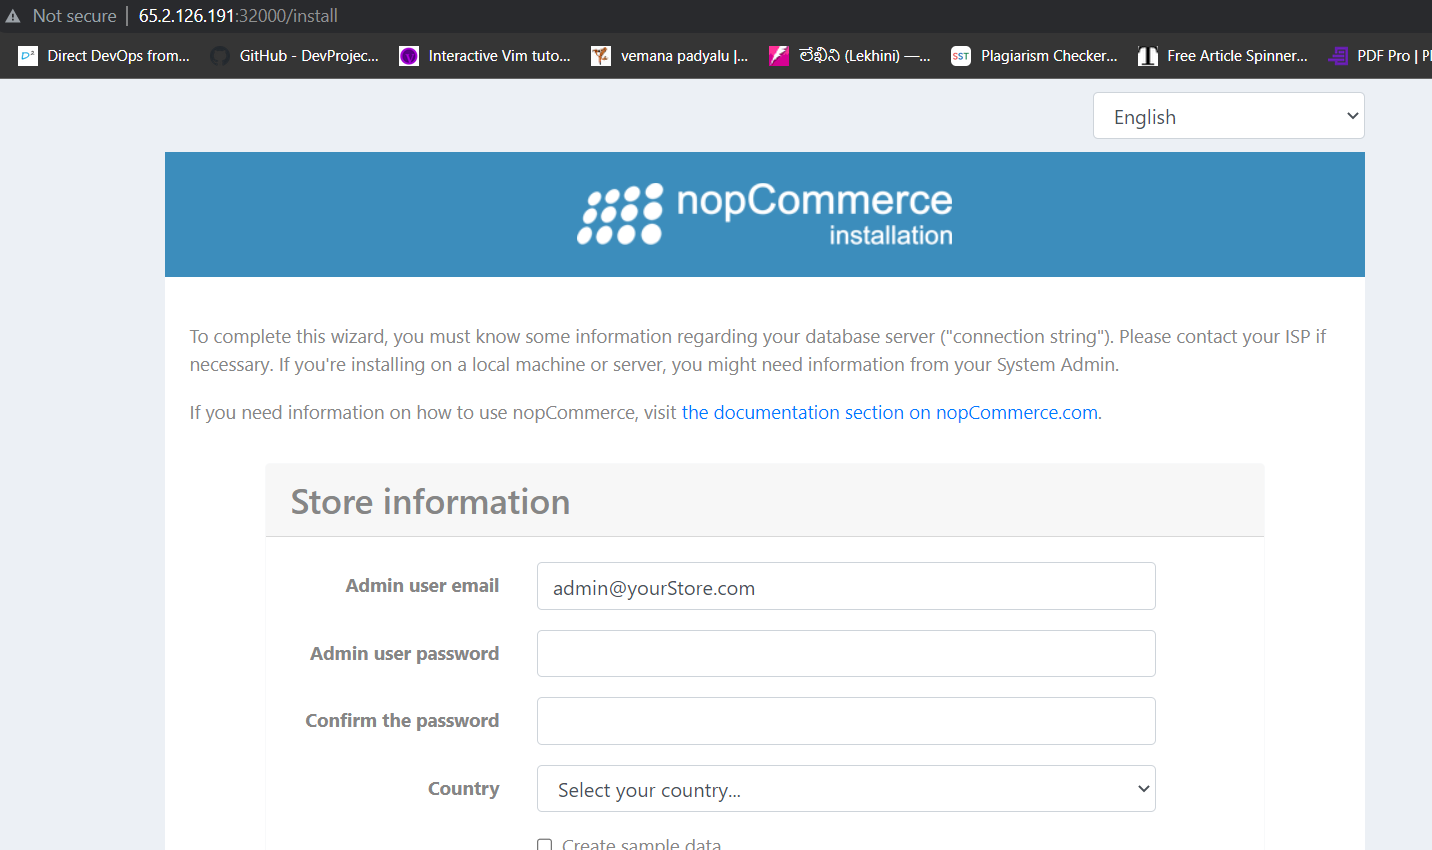 Not secure | 65.2.126.191:32000/install
Direct DevOps from... GitHub - DevProjec... Interactive Vim tuto... vemana padyalu |... లేఖిని (Lekhini) —... SST Plagiarism Checker... Free Article Spinner... PDF Pro | P
English
nopCommerce
installation
To complete this wizard, you must know some information regarding your database server ("connection string"). Please contact your ISP if
necessary. If you're installing on a local machine or server, you might need information from your System Admin.
If you need information on how to use nopCommerce, visit the documentation section on nopCommerce.com.
Store information
Admin user email admin@yourStore.com
Admin user password
Confirm the password
Country Select your country...
Create sample data